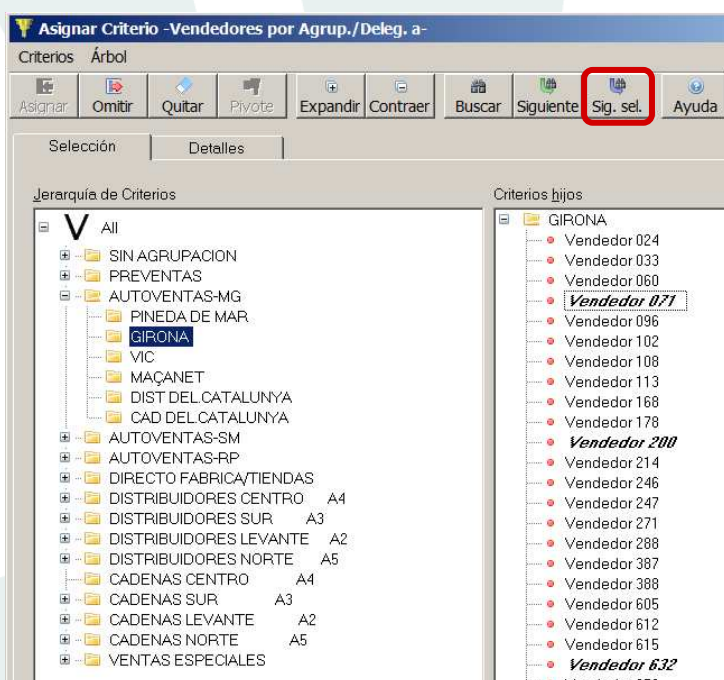 Asignar Criterio -Vendedores por Agrup./Deleg. a-
Criterios Árbol
Asignar Omitir Quitar Pivote Expandir Contraer Buscar Siguiente Sig. sel. Ayuda
Selección Detalles
Jerarquía de Criterios
All
SIN AGRUPACION
PREVENTAS
AUTOVENTAS-MG
PINEDA DE MAR
GIRONA
VIC
MAÇANET
DIST DEL.CATALUNYA
CAD DEL.CATALUNYA
AUTOVENTAS-SM
AUTOVENTAS-RP
DIRECTO FABRICA/TIENDAS
DISTRIBUIDORES CENTRO A4
DISTRIBUIDORES SUR A3
DISTRIBUIDORES LEVANTE A2
DISTRIBUIDORES NORTE A5
CADENAS CENTRO A4
CADENAS SUR A3
CADENAS LEVANTE A2
CADENAS NORTE A5
VENTAS ESPECIALES
Criterios hijos
GIRONA
Vendedor 024
Vendedor 033
Vendedor 060
Vendedor 071
Vendedor 096
Vendedor 102
Vendedor 108
Vendedor 113
Vendedor 168
Vendedor 178
Vendedor 200
Vendedor 214
Vendedor 246
Vendedor 247
Vendedor 271
Vendedor 288
Vendedor 387
Vendedor 388
Vendedor 605
Vendedor 612
Vendedor 615
Vendedor 632